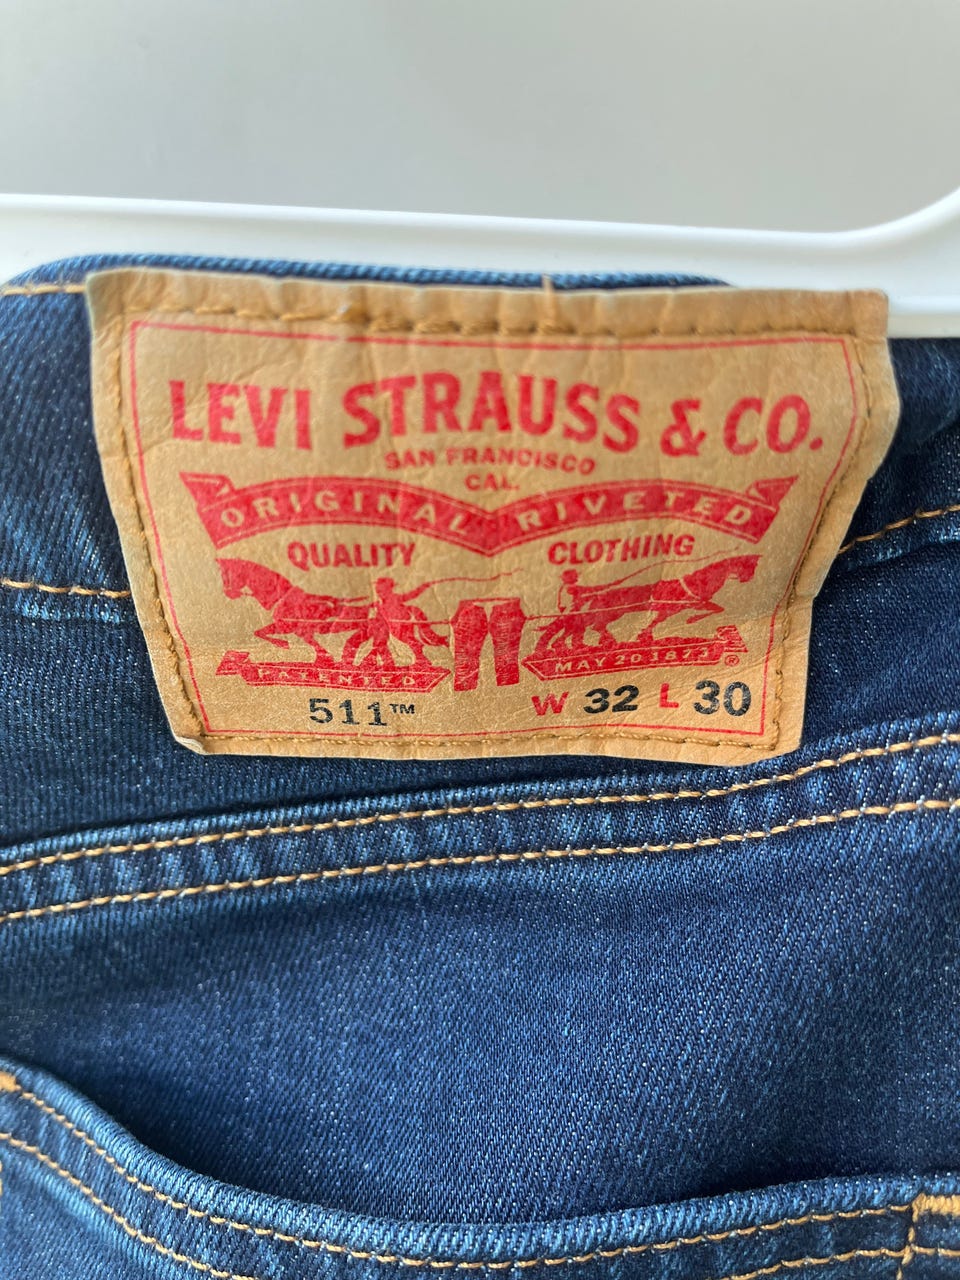 LEVI STRAUSS & CO.
SAN FRANCISCO
CAL.
ORIGINAL RIVETED
QUALITY CLOTHING
PATENTED MAY 20 1873 ®
511™ W 32 L 30